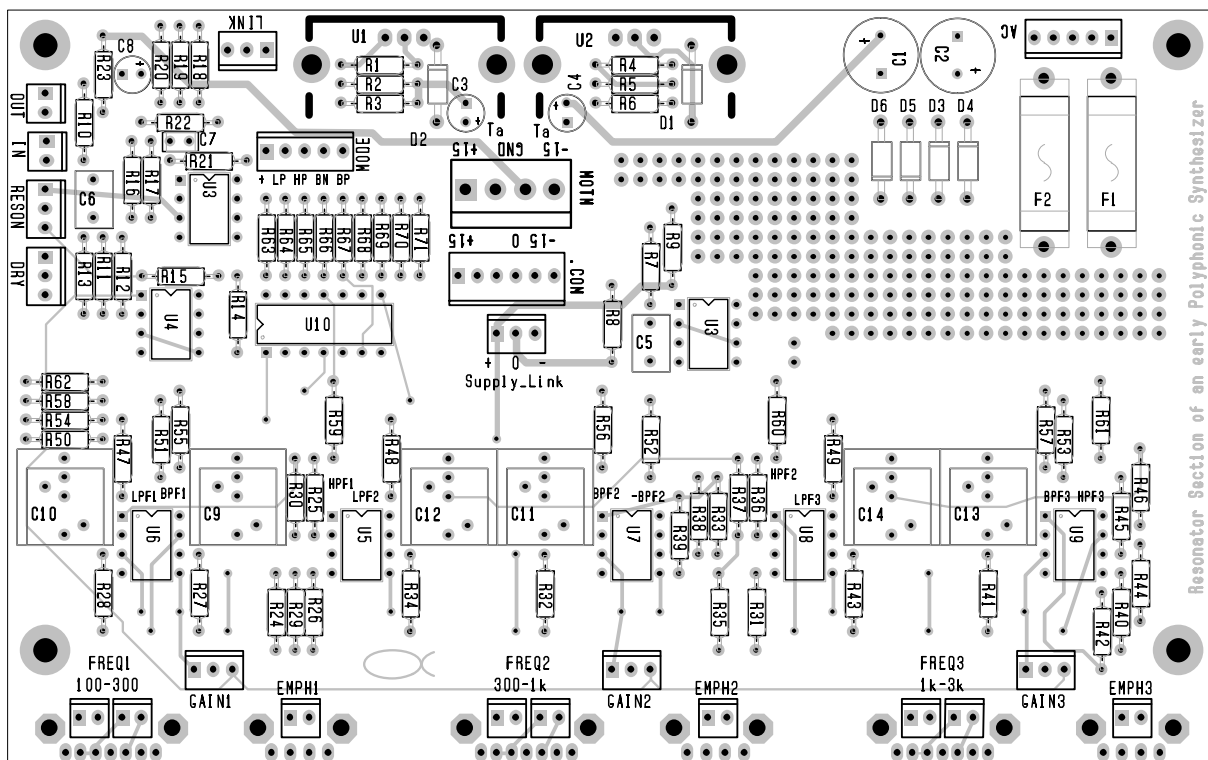 LINK
U1
U2
C1
C2
AC
C8
R23
R20
R19
R18
R1
R2
R3
C3
C4
R4
R5
R6
D6 D5 D3 D4
OUT
R10
R22
C7
Ta
D2
Ta
D1
IN
MODE
+15 GND -15
R21
F2
F1
RESON
C6
R16
R17
U3
+ LP HP BN BP
MOTM
DRY
R13
R11
R12
R63
R64
R65
R66
R67
R68
R69
R70
R71
+15 0 -15
R7
R9
R15
R14
.CON
U4
U10
R8
C5
U3
+ 0 -
Supply_Link
R62
R58
R54
R50
R47
R51
R55
R59
R48
R56
R52
R60
R49
R57
R53
R61
C10
LPF1
BPF1
C9
R30
R25
HPF1
LPF2
C12
C11
BPF2
-BPF2
R39
R38
R33
R37
R36
HPF2
LPF3
C14
C13
BPF3
HPF3
R45
R46
U6
U5
U7
U8
U9
R28
R27
R24
R29
R26
R34
R32
R35
R31
R43
R41
R42
R40
R44
Resonator Section of an early Polyphonic Synthesizer
FREQ1
100-300
GAIN1
EMPH1
FREQ2
300-1k
GAIN2
EMPH2
FREQ3
1k-3k
GAIN3
EMPH3